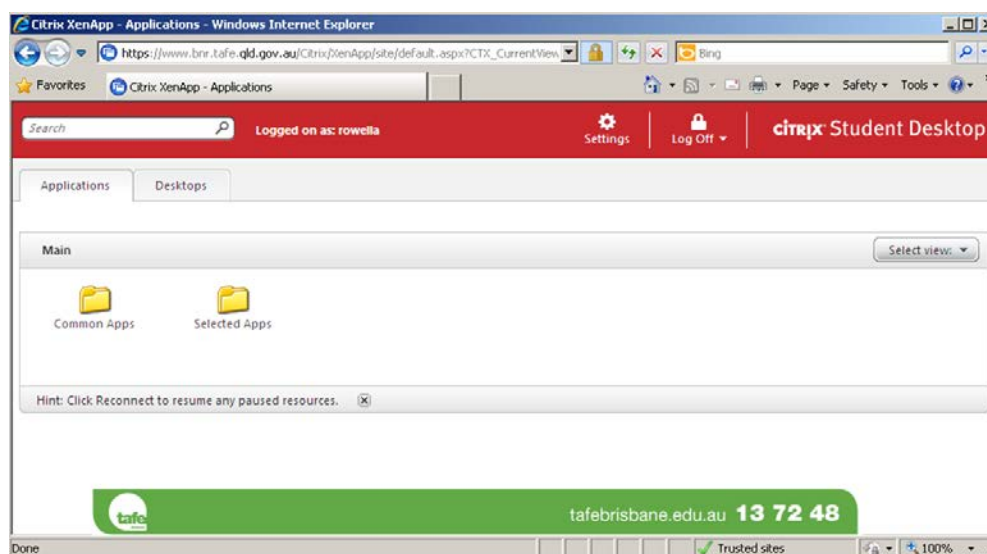 Citrix XenApp - Applications - Windows Internet Explorer
https://www.bnr.tafe.qld.gov.au/Citrix/XenApp/site/default.aspx?CTX_CurrentView
Bing
Favorites Citrix XenApp - Applications Page Safety Tools
Search Logged on as: rowella Settings Log Off CİTRIX Student Desktop
Applications Desktops
Main Select view:
Common Apps Selected Apps
Hint: Click Reconnect to resume any paused resources.
tafe tafebrisbane.edu.au 13 72 48
Done Trusted sites 100%